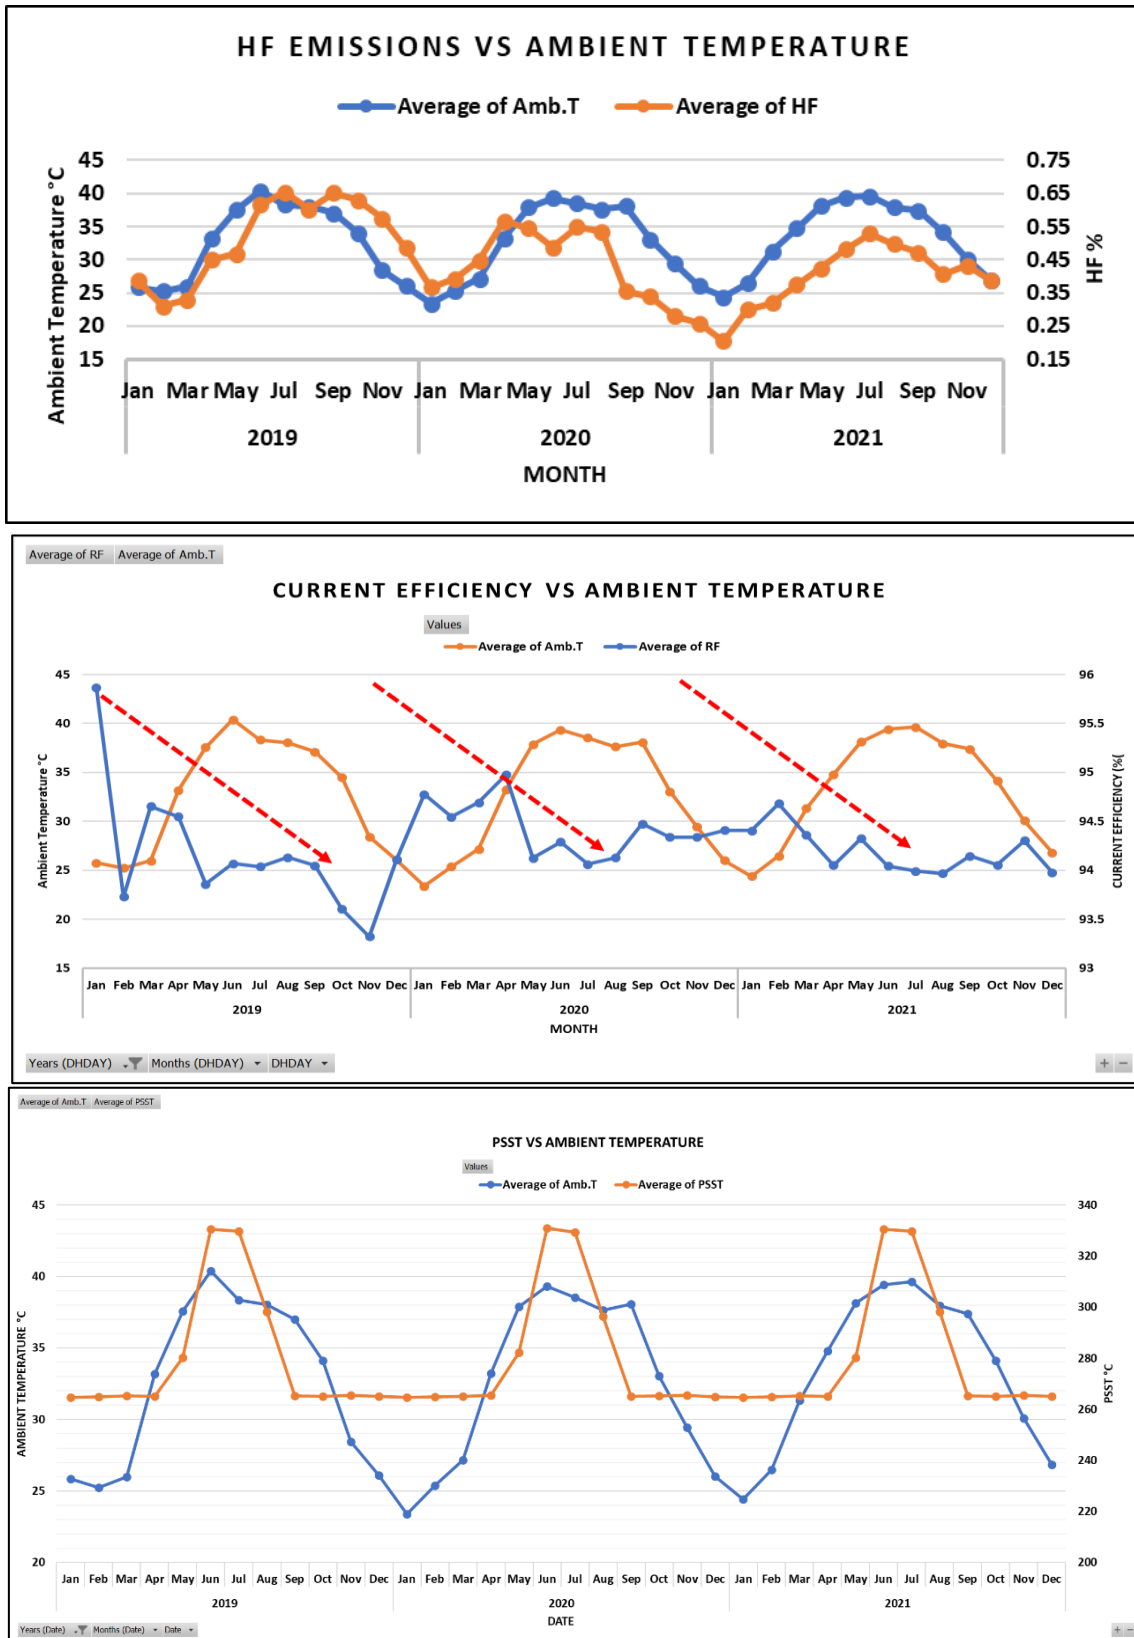 HF EMISSIONS VS AMBIENT TEMPERATURE
Average of Amb.T Average of HF
Ambient Temperature °C
45 0.75
40 0.65
35 0.55
30 0.45
25 0.35
20 0.25
15 0.15
HF %
Jan Mar May Jul Sep Nov Jan Mar May Jul Sep Nov Jan Mar May Jul Sep Nov
2019 2020 2021
MONTH
Average of RF Average of Amb.T
CURRENT EFFICIENCY VS AMBIENT TEMPERATURE
Values
Average of Amb.T Average of RF
Ambient Temperature °C
45 96
40 95.5
35 95
30 94.5
25 94
20 93.5
15 93
CURRENT EFFICIENCY (%(
Jan Feb Mar Apr May Jun Jul Aug Sep Oct Nov Dec Jan Feb Mar Apr May Jun Jul Aug Sep Oct Nov Dec Jan Feb Mar Apr May Jun Jul Aug Sep Oct Nov Dec
2019 2020 2021
MONTH
Years (DHDAY) Months (DHDAY) DHDAY + −
Average of Amb.T Average of PSST
PSST VS AMBIENT TEMPERATURE
Values
Average of Amb.T Average of PSST
AMBIENT TEMPERATURE °C
45 340
320
40
300
35
280
30 260
240
25
220
20 200
PSST °C
Jan Feb Mar Apr May Jun Jul Aug Sep Oct Nov Dec Jan Feb Mar Apr May Jun Jul Aug Sep Oct Nov Dec Jan Feb Mar Apr May Jun Jul Aug Sep Oct Nov Dec
2019 2020 2021
DATE
Years (Date) Months (Date) Date + −